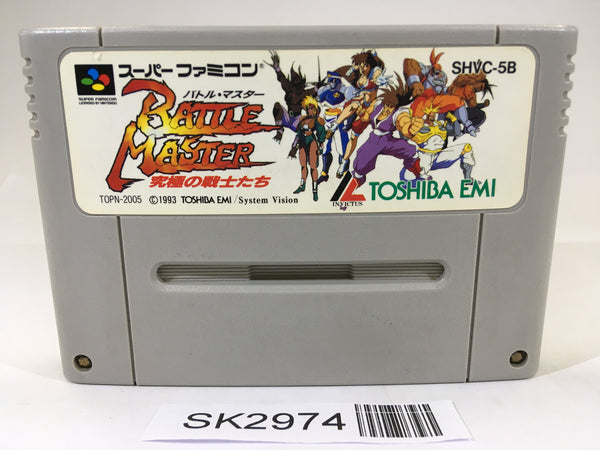 スーパーファミコン®
SHVC-5B
SUPER FAMICOM
LICENSED BY NINTENDO
バトル・マスター
BATTLE
MASTER
究極の戦士たち
INVICTUS
TOSHIBA EMI
TOPN-2005 ©1993 TOSHIBA EMI/System Vision
SK2974